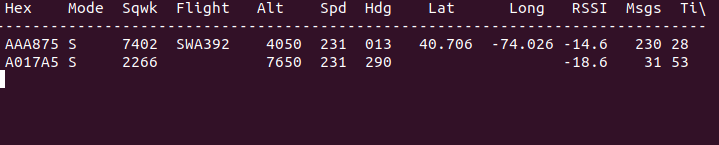 Hex    Mode  Sqwk  Flight   Alt    Spd  Hdg    Lat      Long   RSSI  Msgs  Ti\
-------------------------------------------------------------------------------
AAA875 S     7402  SWA392    4050  231  013   40.706  -74.026 -14.6   230 28
A017A5 S     2266            7650  231  290                   -18.6    31 53